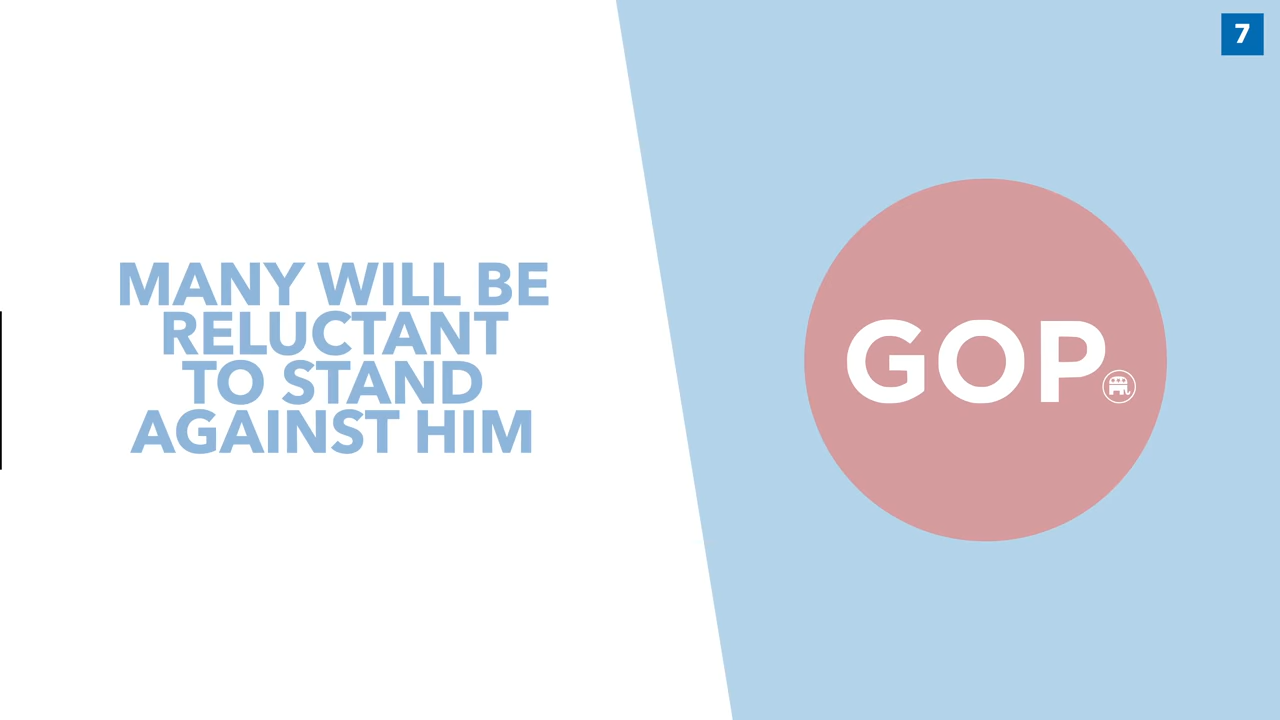 7
MANY WILL BE
RELUCTANT
TO STAND
AGAINST HIM
GOP